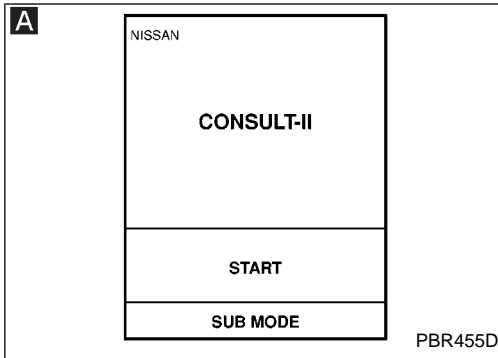 A
NISSAN
CONSULT-II
START
SUB MODE
PBR455D